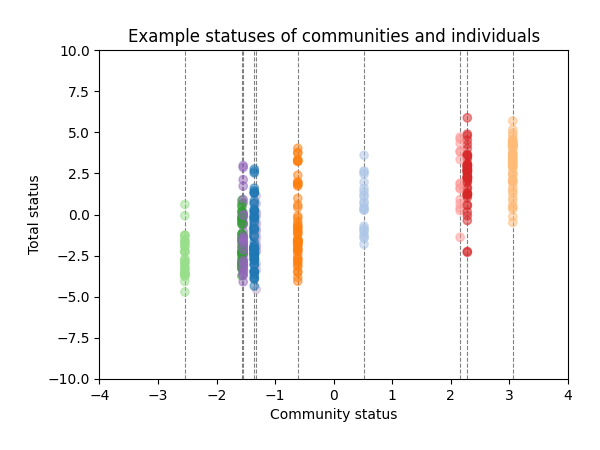 Example statuses of communities and individuals
10.0
7.5
5.0
2.5
0.0
−2.5
−5.0
−7.5
−10.0
Total status
−4 −3 −2 −1 0 1 2 3 4
Community status